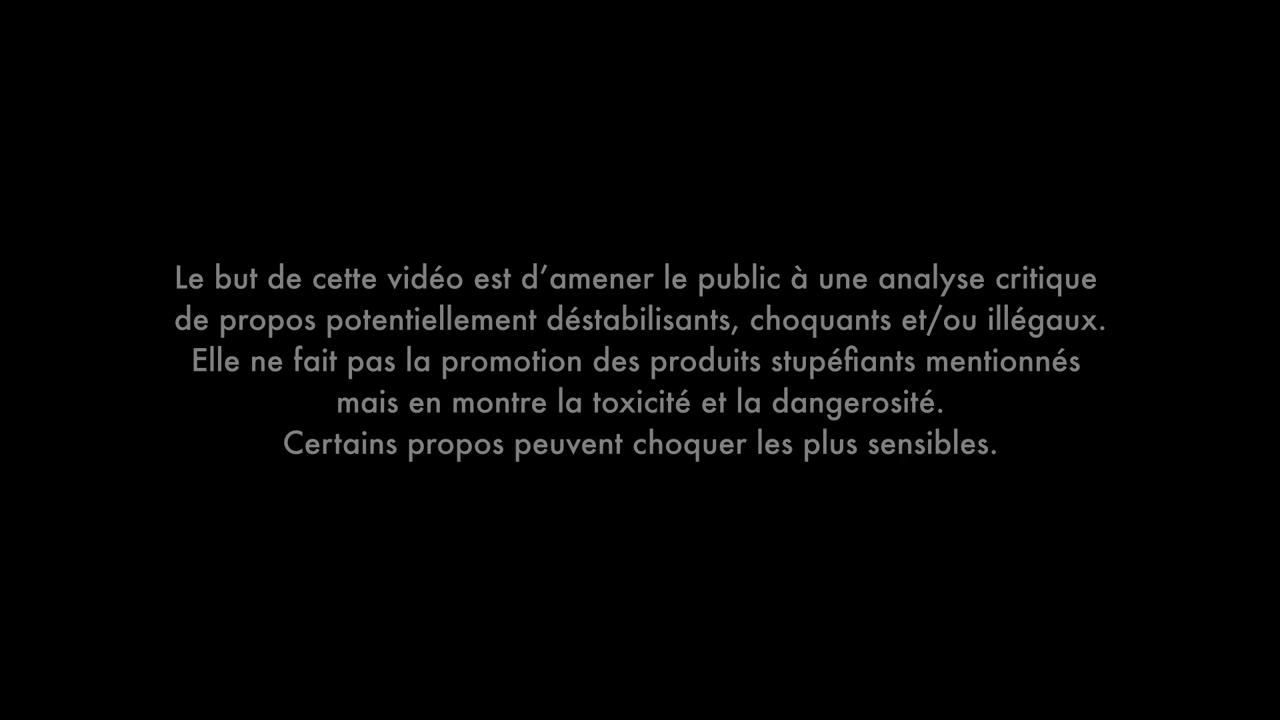 Le but de cette vidéo est d’amener le public à une analyse critique
de propos potentiellement déstabilisants, choquants et/ou illégaux.
Elle ne fait pas la promotion des produits stupéfiants mentionnés
mais en montre la toxicité et la dangerosité.
Certains propos peuvent choquer les plus sensibles.